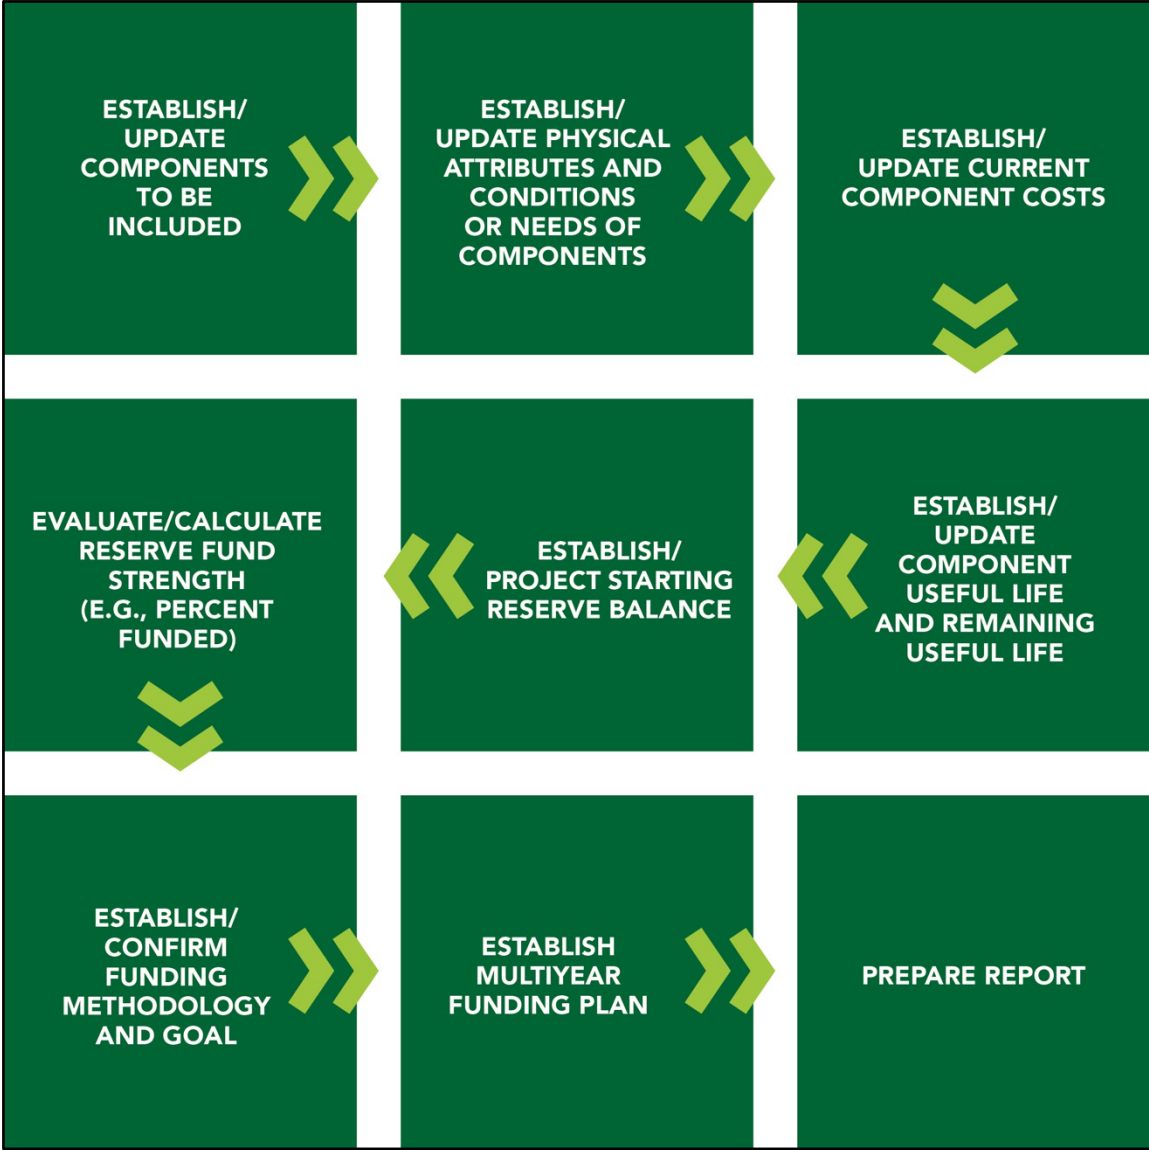 ESTABLISH/
UPDATE
COMPONENTS
TO BE
INCLUDED
ESTABLISH/
UPDATE PHYSICAL
ATTRIBUTES AND
CONDITIONS
OR NEEDS OF
COMPONENTS
ESTABLISH/
UPDATE CURRENT
COMPONENT COSTS
ESTABLISH/
UPDATE
COMPONENT
USEFUL LIFE
AND REMAINING
USEFUL LIFE
ESTABLISH/
PROJECT STARTING
RESERVE BALANCE
EVALUATE/CALCULATE
RESERVE FUND
STRENGTH
(E.G., PERCENT
FUNDED)
ESTABLISH/
CONFIRM
FUNDING
METHODOLOGY
AND GOAL
ESTABLISH
MULTIYEAR
FUNDING PLAN
PREPARE REPORT